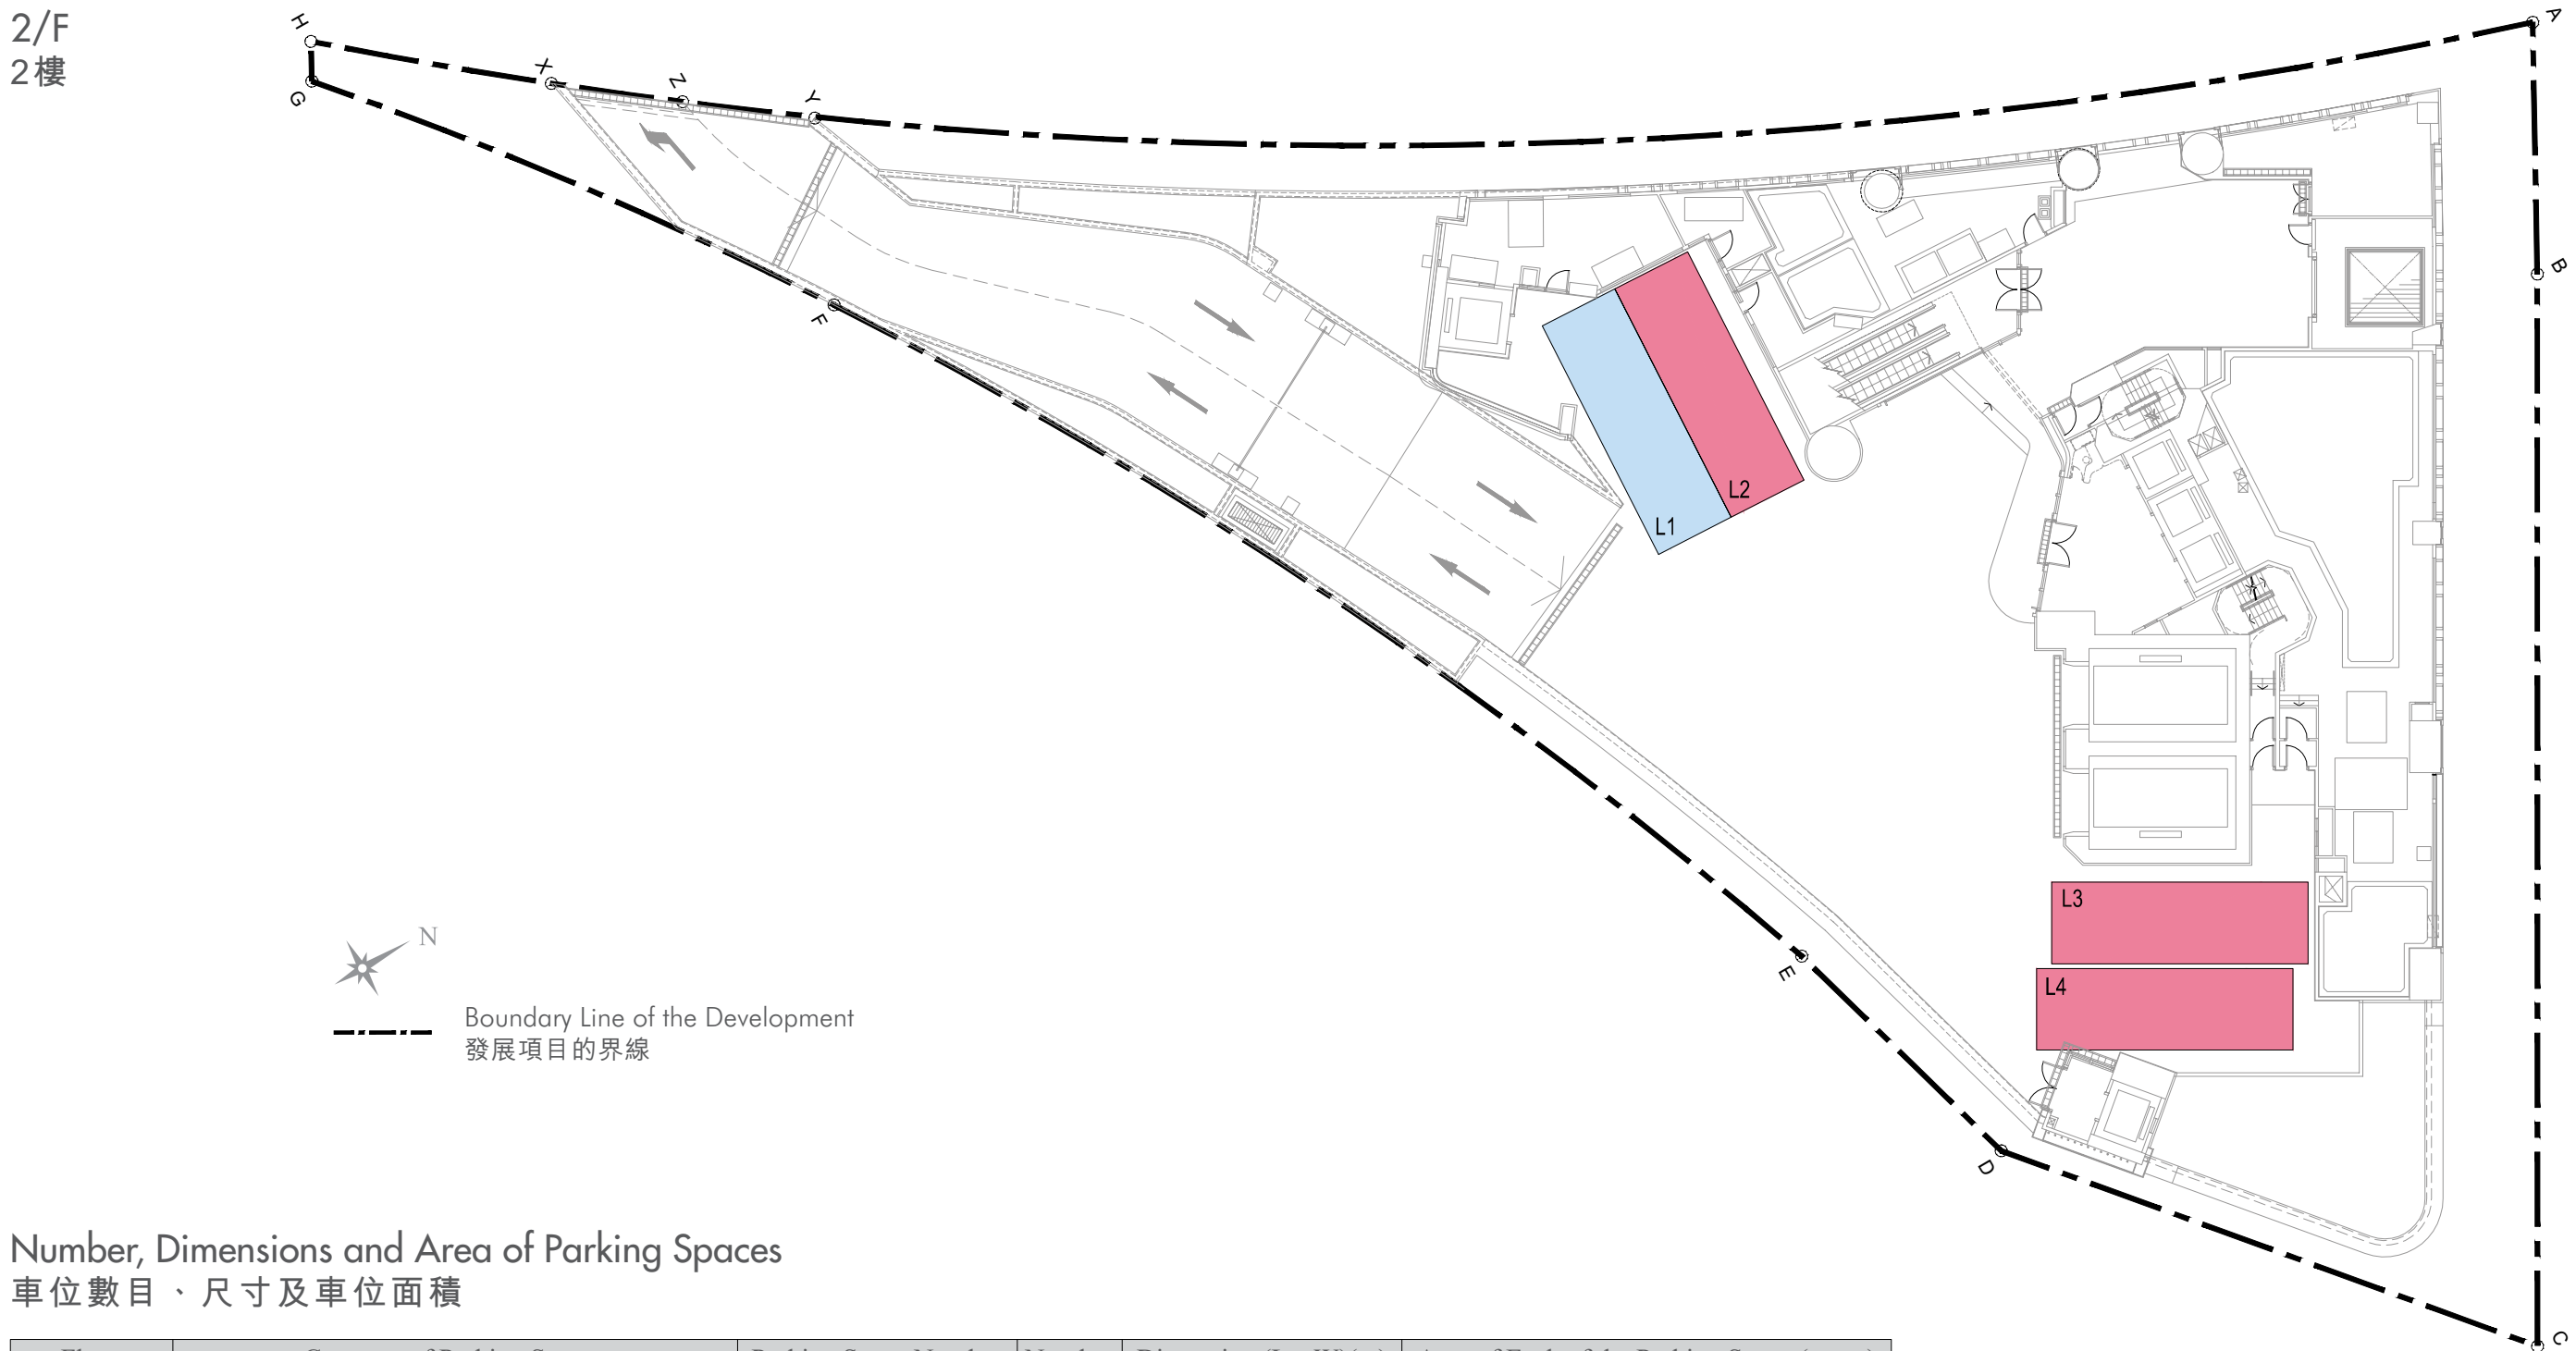 2/F
2樓
H
A
X
Z
G
Y
B
F
L2
L1
L3
N
E
L4
Boundary Line of the Development
發展項目的界線
D
Number, Dimensions and Area of Parking Spaces
車位數目、尺寸及車位面積
C